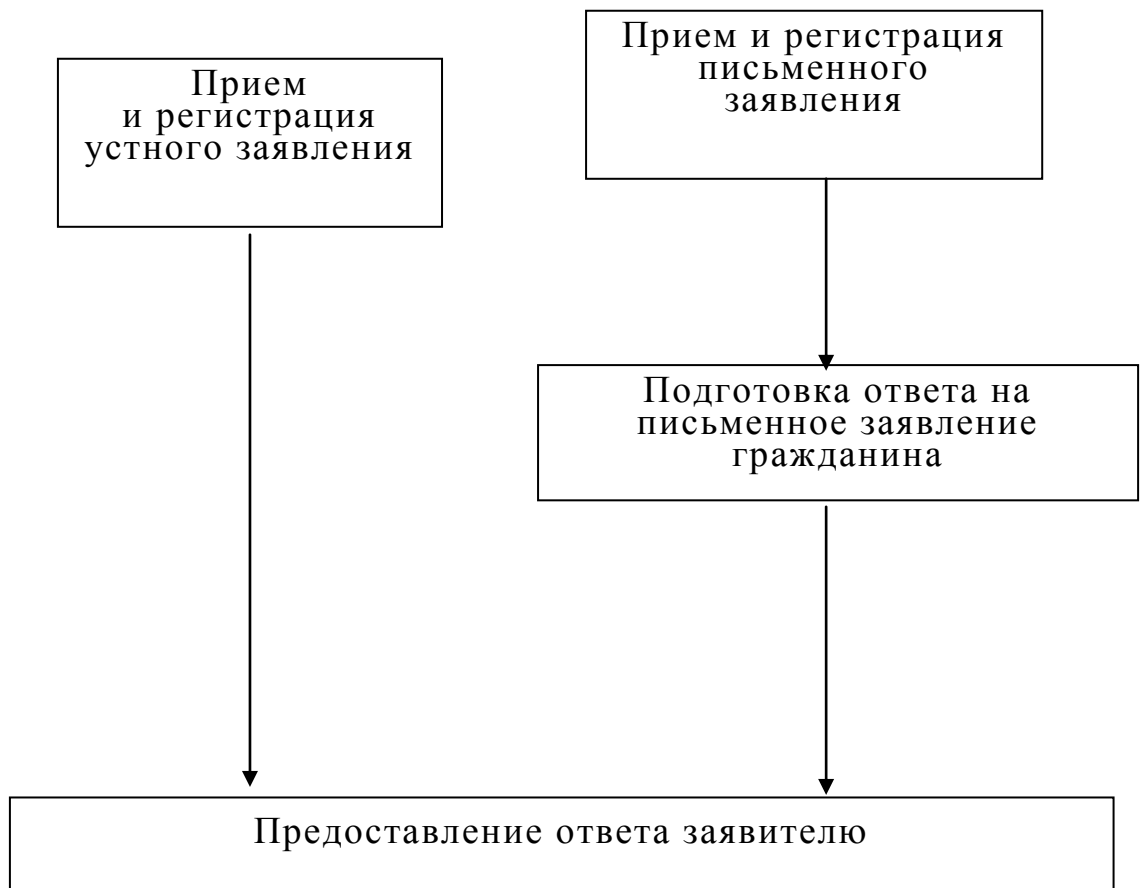 Прием
и регистрация
устного заявления
Прием и регистрация
письменного
заявления
Подготовка ответа на
письменное заявление
гражданина
Предоставление ответа заявителю